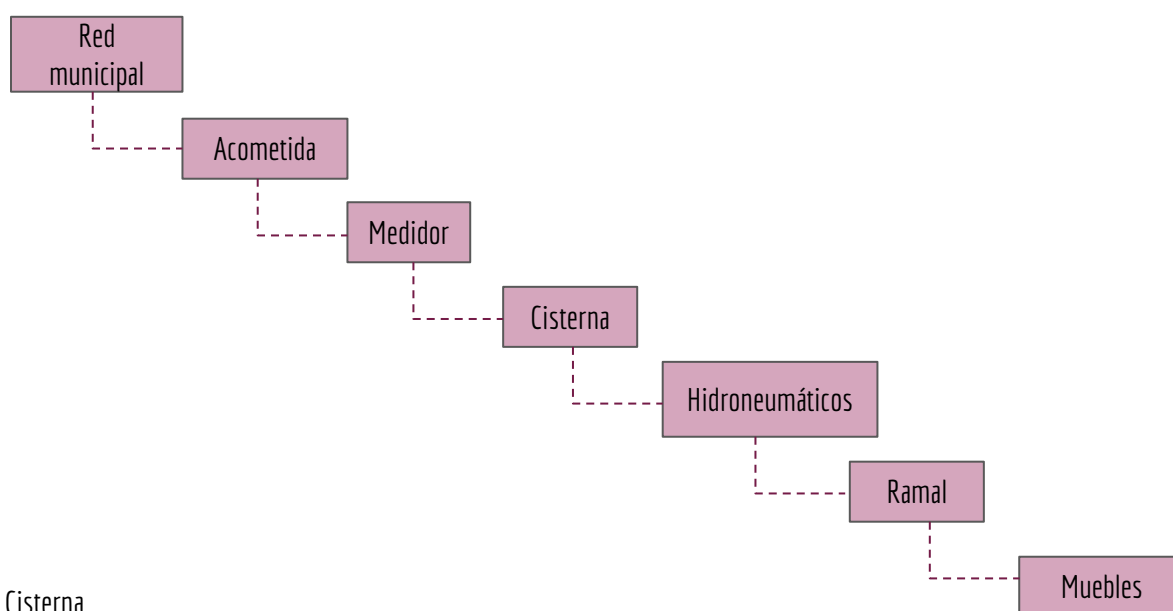 Red
municipal
Acometida
Medidor
Cisterna
Hidroneumáticos
Ramal
Muebles
Cisterna